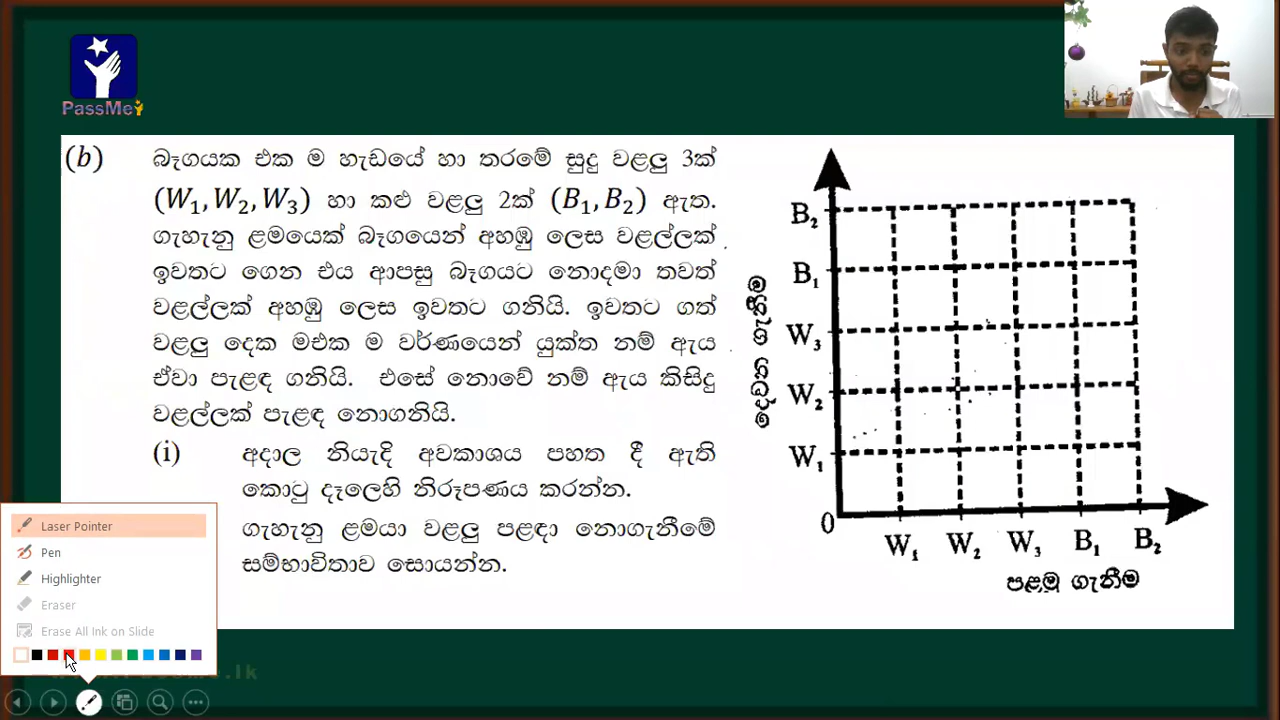 PassMe
(b) බෑගයක එක ම හැඩයේ හා තරමේ සුදු වළලු 3ක්
(W₁,W₂,W₃) හා කළු වළලු 2ක් (B₁,B₂) ඇත.
ගැහැනු ළමයෙක් බෑගයෙන් අහඹු ලෙස වළල්ලක්
ඉවතට ගෙන එය ආපසු බෑගයට නොදමා තවත්
වළල්ලක් අහඹු ලෙස ඉවතට ගනියි. ඉවතට ගත්
වළලු දෙක මඑක ම වර්ණයෙන් යුක්ත නම් ඇය
ඒවා පැළඳ ගනියි. එසේ නොවේ නම් ඇය කිසිදු
වළල්ලක් පැළඳ නොගනියි.
(i) අදාල නියැදි අවකාශය පහත දී ඇති
කොටු දැලෙහි නිරූපණය කරන්න.
ගැහැනු ළමයා වළලු පළඳා නොගැනීමේ
සම්භාවිතාව සොයන්න.
දෙවන ගැනීම
B₂
B₁
W₃
W₂
W₁
0
W₁ W₂ W₃ B₁ B₂
පළමු ගැනීම
Laser Pointer
Pen
Highlighter
Eraser
Erase All Ink on Slide